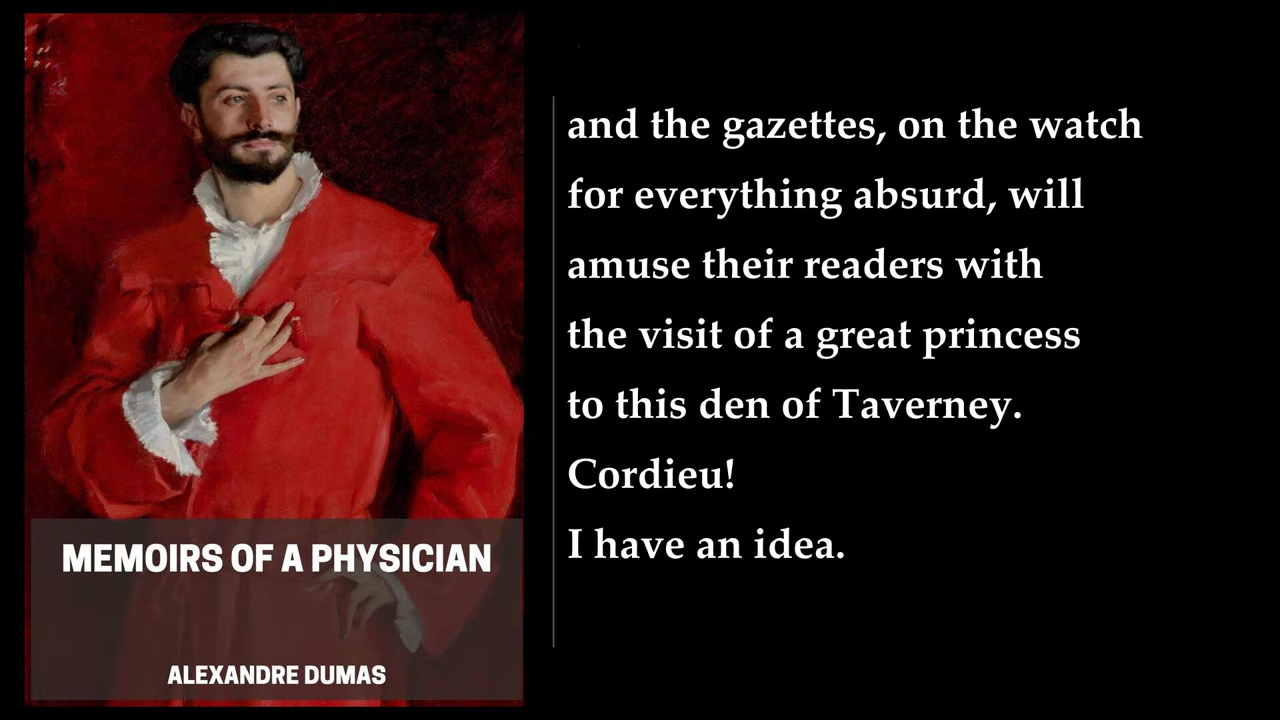 and the gazettes, on the watch
for everything absurd, will
amuse their readers with
the visit of a great princess
to this den of Taverney.
Cordieu!
I have an idea.
MEMOIRS OF A PHYSICIAN
ALEXANDRE DUMAS